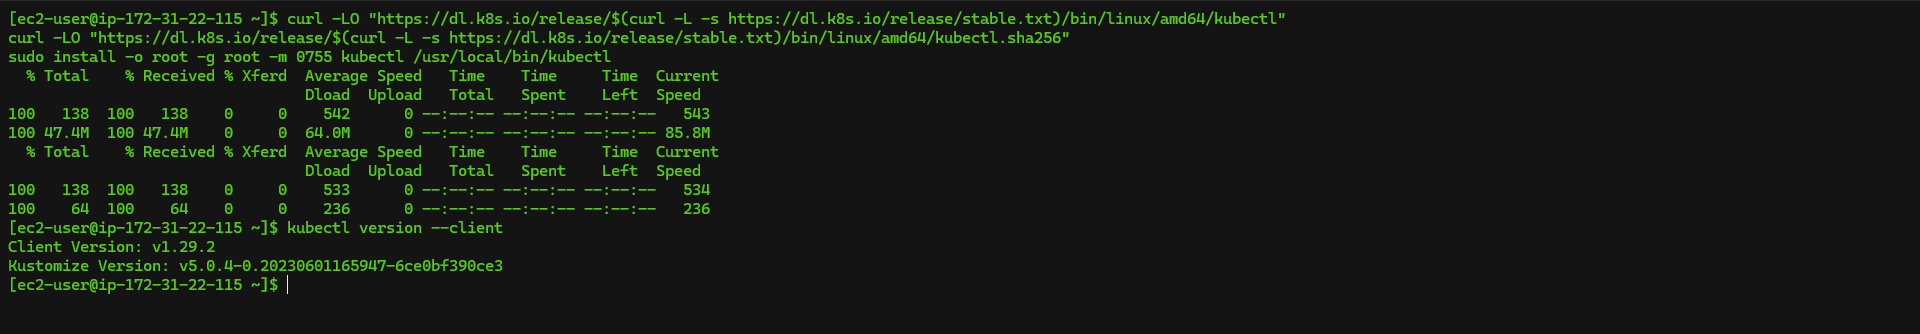 [ec2-user@ip-172-31-22-115 ~]$ curl -LO "https://dl.k8s.io/release/$(curl -L -s https://dl.k8s.io/release/stable.txt)/bin/linux/amd64/kubectl"
curl -LO "https://dl.k8s.io/release/$(curl -L -s https://dl.k8s.io/release/stable.txt)/bin/linux/amd64/kubectl.sha256"
sudo install -o root -g root -m 0755 kubectl /usr/local/bin/kubectl
  % Total    % Received % Xferd  Average Speed   Time    Time     Time  Current
                                 Dload  Upload   Total   Spent    Left  Speed
100   138  100   138    0     0    542      0 --:--:-- --:--:-- --:--:--   543
100 47.4M  100 47.4M    0     0  64.0M      0 --:--:-- --:--:-- --:--:-- 85.8M
  % Total    % Received % Xferd  Average Speed   Time    Time     Time  Current
                                 Dload  Upload   Total   Spent    Left  Speed
100   138  100   138    0     0    533      0 --:--:-- --:--:-- --:--:--   534
100    64  100    64    0     0    236      0 --:--:-- --:--:-- --:--:--   236
[ec2-user@ip-172-31-22-115 ~]$ kubectl version --client
Client Version: v1.29.2
Kustomize Version: v5.0.4-0.20230601165947-6ce0bf390ce3
[ec2-user@ip-172-31-22-115 ~]$